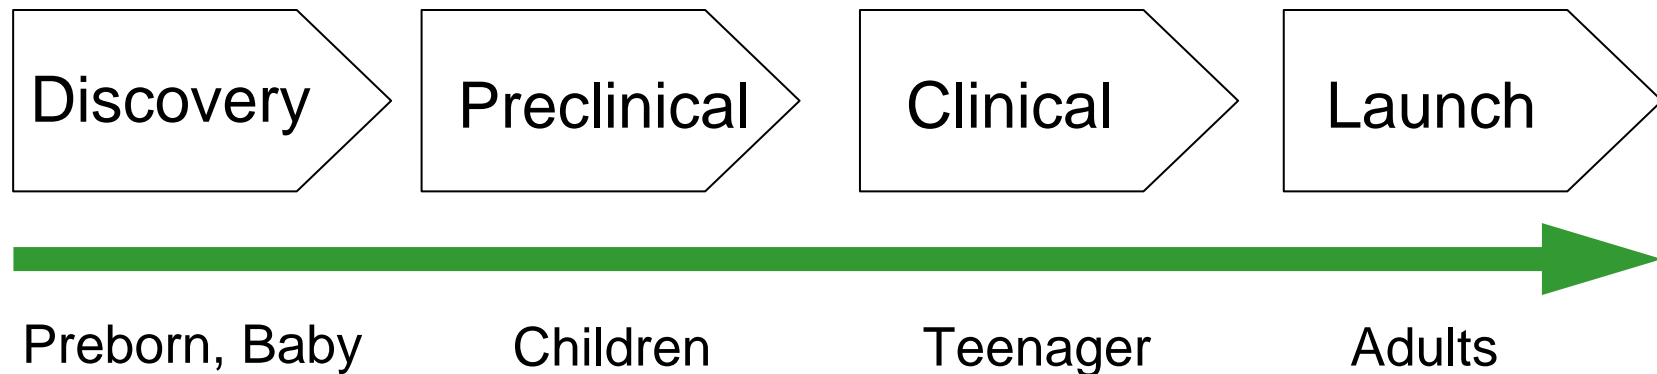 Discovery
Preclinical
Clinical
Launch
Preborn, Baby
Children
Teenager
Adults